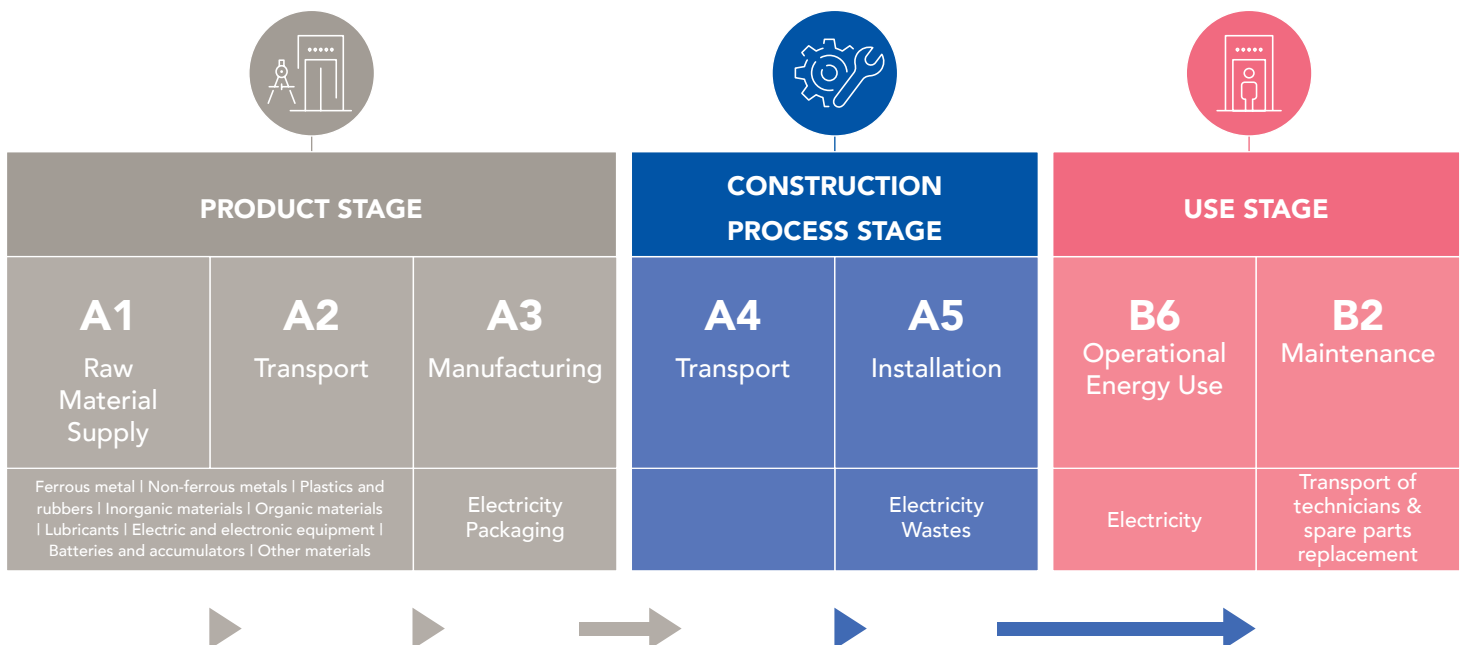 PRODUCT STAGE
A1
Raw
Material
Supply
A2
Transport
A3
Manufacturing
Ferrous metal | Non-ferrous metals | Plastics and
rubbers | Inorganic materials | Organic materials
| Lubricants | Electric and electronic equipment |
Batteries and accumulators | Other materials
Electricity
Packaging
CONSTRUCTION
PROCESS STAGE
A4
Transport
A5
Installation
Electricity
Wastes
USE STAGE
B6
Operational
Energy Use
B2
Maintenance
Electricity
Transport of
technicians &
spare parts
replacement